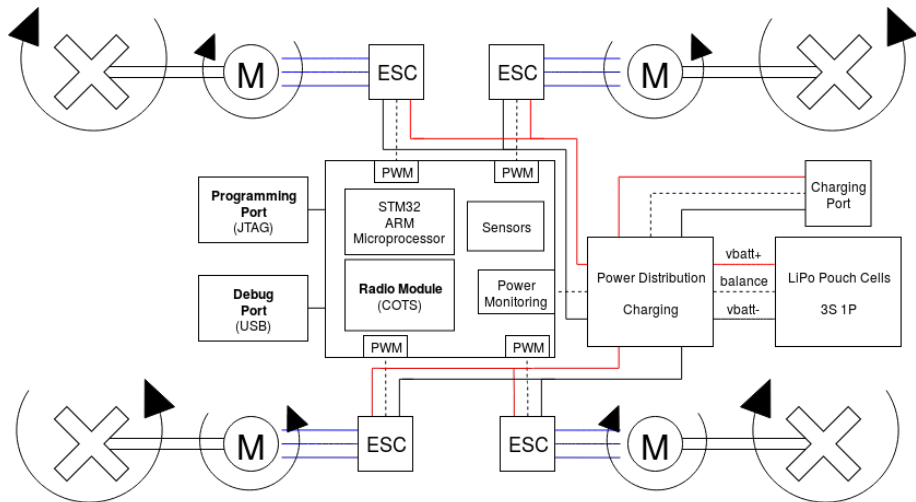 M
ESC
ESC
M
PWM
PWM
Programming
Port
(JTAG)
STM32
ARM
Microprocessor
Sensors
Charging
Port
Debug
Port
(USB)
Radio Module
(COTS)
Power
Monitoring
Power Distribution
Charging
vbatt+
balance
vbatt-
LiPo Pouch Cells
3S 1P
PWM
PWM
M
ESC
ESC
M